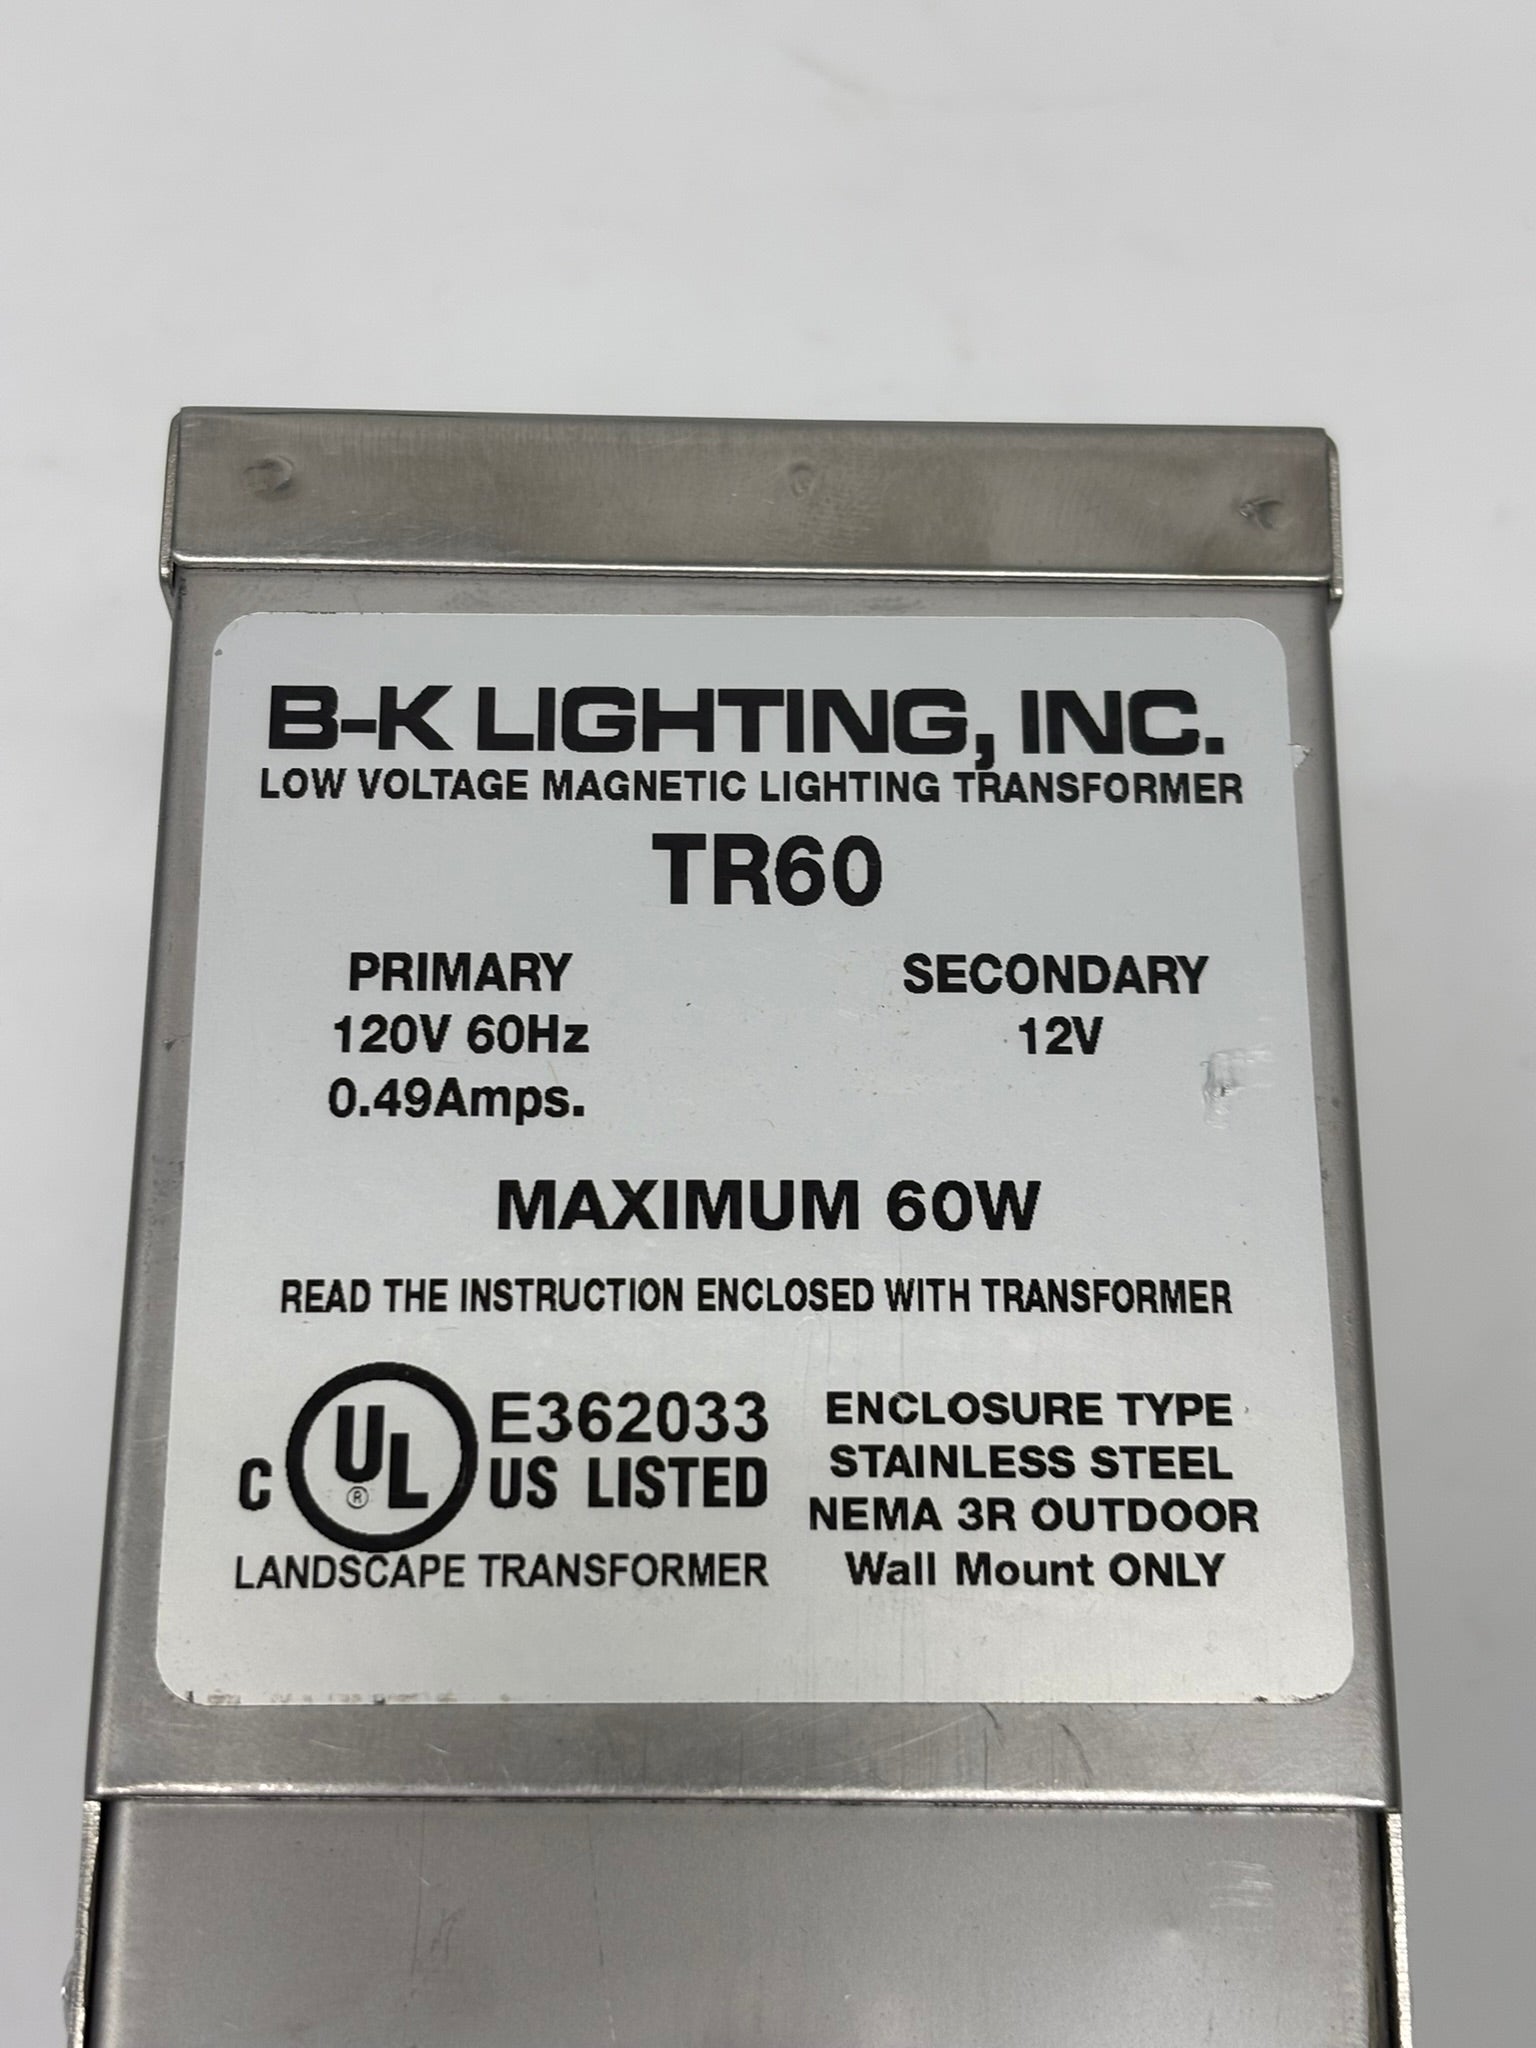 B-K LIGHTING, INC.
LOW VOLTAGE MAGNETIC LIGHTING TRANSFORMER
TR60
PRIMARY SECONDARY
120V 60Hz 12V
0.49Amps.
MAXIMUM 60W
READ THE INSTRUCTION ENCLOSED WITH TRANSFORMER
C UL ® E362033
US LISTED
LANDSCAPE TRANSFORMER
ENCLOSURE TYPE
STAINLESS STEEL
NEMA 3R OUTDOOR
Wall Mount ONLY